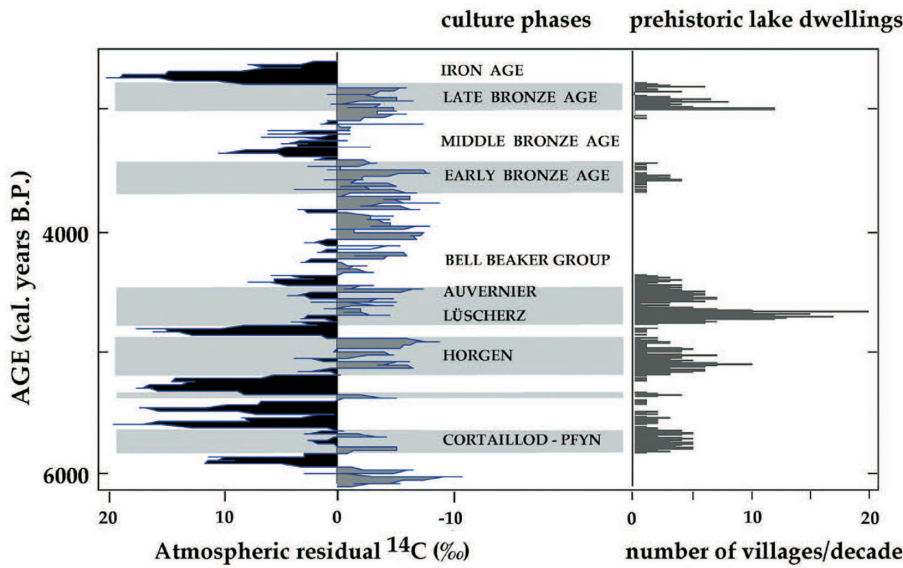 culture phases
prehistoric lake dwellings
IRON AGE
LATE BRONZE AGE
MIDDLE BRONZE AGE
EARLY BRONZE AGE
4000
BELL BEAKER GROUP
AUVERNIER
LÜSCHERZ
HORGEN
CORTAILLOD - PFYN
6000
AGE (cal. years B.P.)
20 10 0 -10
0 10 20
Atmospheric residual 14C (‰)
number of villages/decade